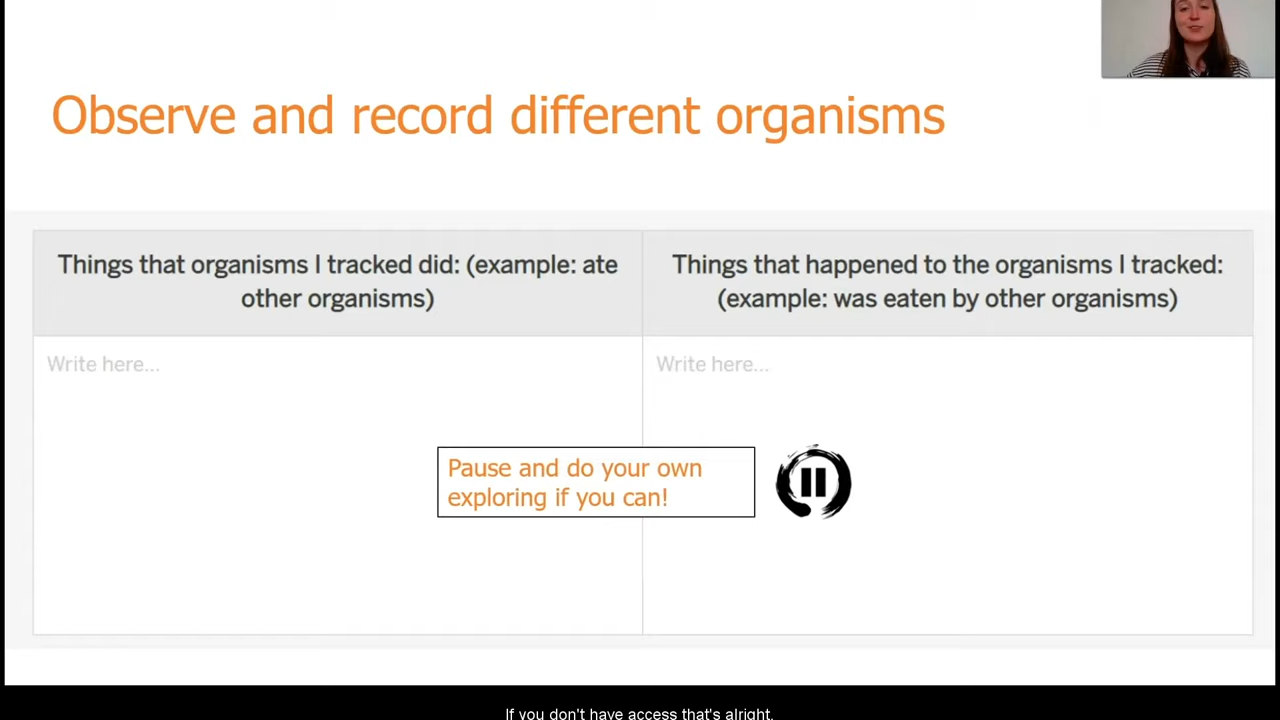 Observe and record different organisms
Things that organisms I tracked did: (example: ate
other organisms)
Things that happened to the organisms I tracked:
(example: was eaten by other organisms)
Write here...
Write here...
Pause and do your own
exploring if you can!
If you don't have access that's alright.